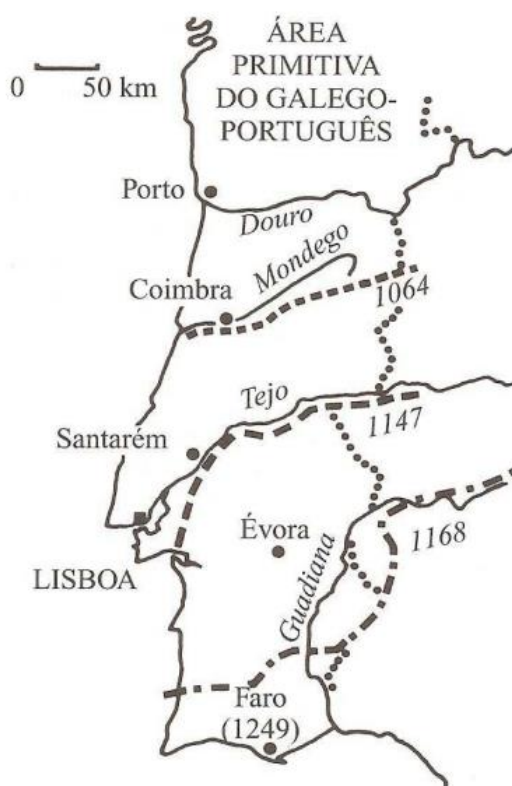 ÁREA
PRIMITIVA
DO GALEGO-
PORTUGUÊS
0 50 km
Porto
Douro
Mondego
Coimbra
1064
Tejo
Santarém
1147
Évora
1168
LISBOA
Guadiana
Faro
(1249)